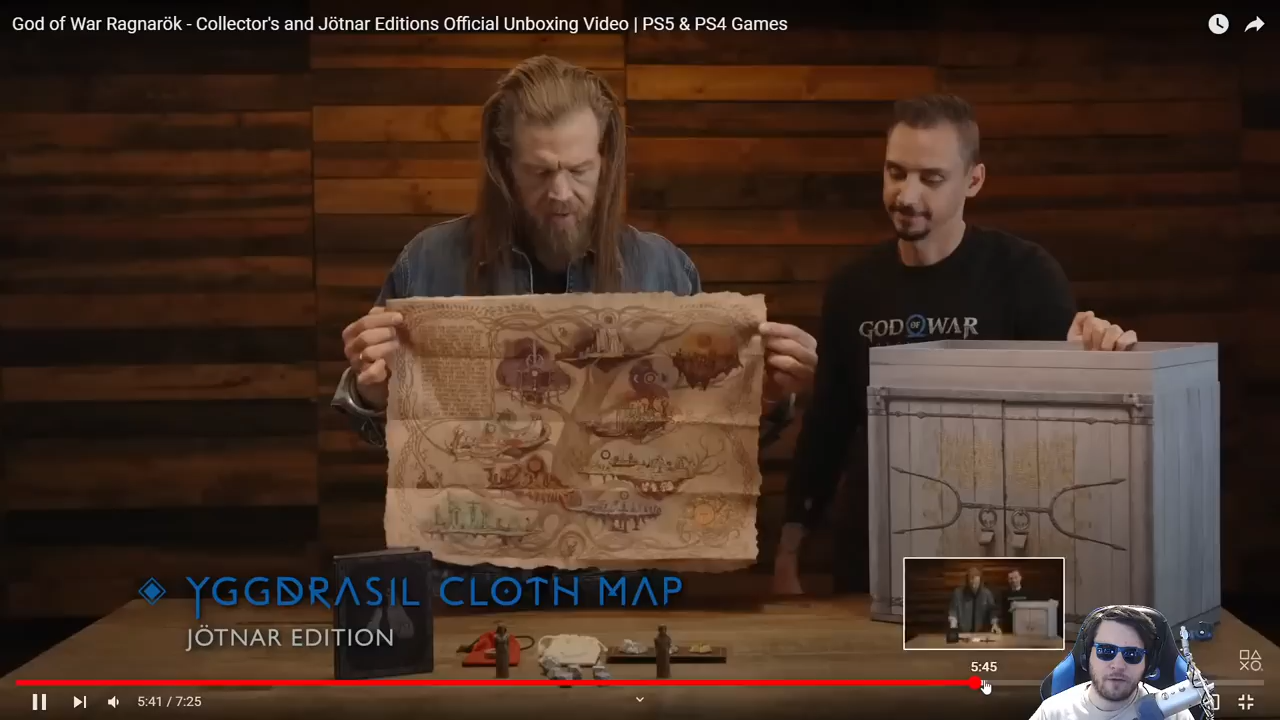 God of War Ragnarök - Collector's and Jötnar Editions Official Unboxing Video | PS5 & PS4 Games
GOD OF WAR
YGGDRASIL CLOTH MAP
JÖTNAR EDITION
5:45
5:41 / 7:25